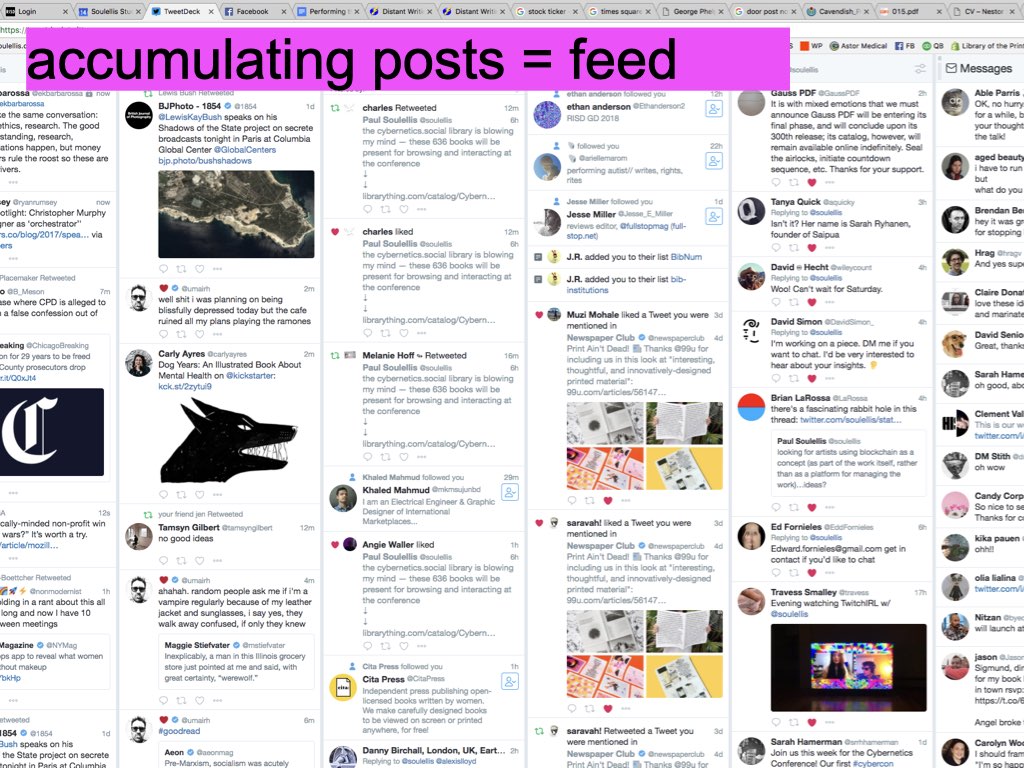 Login
Soulellis Stu
TweetDeck
Facebook
Performing
Distant Writi
Distant Writi
stock ticker
times square
George Phel
door post no
Cavendish_F
015.pdf
CV – Nestor
https:
accumulating posts = feed
WP
Astor Medical
FB
QB
Library of the Printe
Messages
@ekbarbarossa now
ke the same conversation:
ethics, research. The good
standing, research,
ations happen, but money
rs rule the roost so these are
ivers.
sey @ryanrumsey now
otlight: Christopher Murphy
gner as 'orchestrator"
rs.co/blog/2017/spea… via
ers
Placemaker Retweeted
@B_Meson 7m
ase where CPD is alleged to
n a false confession out of
eaking @ChicagoBreaking
on for 29 years to be freed
County prosecutors drop
r.it/Q0xJt4
C
12s
cally-minded non-profit win
wars?" It's worth a try.
/article/mozil…
Boettcher Retweeted
@nonmodernist 1h
olding in a rant about this all
long and now I have 10
ween meetings
Magazine @NYMag
ps app to reveal what women
ithout makeup
/bkHp
etweeted
1854 @1854 1d
Bush speaks on his
the State project on secrete
tonight in Paris at Columbia
Lewis Bush Retweeted
BJPhoto - 1854 @1854 1d
@LewisKayBush speaks on his
Shadows of the State project on secrete
broadcasts tonight in Paris at Columbia
Global Center @GlobalCenters
bjp.photo/bushshadows
@umairh 2m
well shit i was planning on being
blissfully depressed today but the cafe
ruined all my plans playing the ramones
Carly Ayres @carlyayres 2m
Dog Years: An Illustrated Book About
Mental Health on @kickstarter:
kck.st/2zytui9
your friend jen Retweeted
Tamsyn Gilbert @tamsyngilbert 12m
no good ideas
@umairh 4m
ahahah. random people ask me if i'm a
vampire regularly because of my leather
jacket and sunglasses, i say yes, they
walk away confused, if only they knew
Maggie Stiefvater @mstiefvater
Inexplicably, a man in this Illinois grocery
store just pointed at me and said, with
great certainty, "werewolf."
@umairh 6m
#goodread
Aeon @aeonmag
Pre-Marxism, socialism was acutely
charles Retweeted 12m
Paul Soulellis @soulellis 6h
the cybernetics.social library is blowing
my mind — these 636 books will be
present for browsing and interacting at
the conference
↓
↓
librarything.com/catalog/Cybern…
charles liked 12m
Paul Soulellis @soulellis 6h
the cybernetics.social library is blowing
my mind — these 636 books will be
present for browsing and interacting at
the conference
↓
↓
librarything.com/catalog/Cybern…
Melanie Hoff Retweeted 16m
Paul Soulellis @soulellis 6h
the cybernetics.social library is blowing
my mind — these 636 books will be
present for browsing and interacting at
the conference
↓
↓
librarything.com/catalog/Cybern…
Khaled Mahmud followed you 29m
Khaled Mahmud @mkmsujunbd
I am an Electrical Engineer & Graphic
Designer of International
Marketplaces...
Angie Waller liked 1h
Paul Soulellis @soulellis 6h
the cybernetics.social library is blowing
my mind — these 636 books will be
present for browsing and interacting at
the conference
↓
↓
librarything.com/catalog/Cybern…
Cita Press followed you 1h
Cita Press @CitaPress
cita:
Independent press publishing open-
licensed books written by women.
We make carefully designed books
to be viewed on screen or printed
anywhere, for free!
Danny Birchall, London, UK, Eart… 2h
Replying to @soulellis @alexisloyd
ethan anderson followed you 12h
ethan anderson @Ethanderson2
RISD GD 2018
followed you 22h
@ariellemarom
performing autist// writes, rights,
rites
Jesse Miller followed you 1d
Jesse Miller @Jesse_E_Miller
reviews editor, @fullstopmag (full-
stop.net)
J.R. added you to their list BibNum
J.R. added you to their list bib-
institutions
Muzi Mohale liked a Tweet you were 3d
mentioned in
Newspaper Club @newspaperclub 4d
Print Ain't Dead! Thanks @99u for
including us in this look at "interesting,
thoughtful, and innovatively-designed
printed material":
99u.com/articles/56147…
saravah! liked a Tweet you were 3d
mentioned in
Newspaper Club @newspaperclub 4d
Print Ain't Dead! Thanks @99u for
including us in this look at "interesting,
thoughtful, and innovatively-designed
printed material":
99u.com/articles/56147…
saravah! Retweeted a Tweet you 3d
were mentioned in
Newspaper Club @newspaperclub 4d
Print Ain't Dead! Thanks @99u for
soulellis
Gauss PDF @GaussPDF 2h
It is with mixed emotions that we must
announce Gauss PDF will be entering its
final phase, and will conclude upon its
300th release; its catalog, however, will
remain available online indefinitely. Seal
the airlocks, initiate countdown
sequence, etc. Thanks for your support.
Tanya Quick @aquicky 3h
Replying to @soulellis
Isn't it? Her name is Sarah Ryhanen,
founder of Saipua
David Hecht @wileycount 4h
Replying to @soulellis
Woo! Can't wait for Saturday.
David Simon @DavidSimon_ 4h
Replying to @soulellis
I'm working on a piece. DM me if you
want to chat. I'd be very interested to
hear about your insights.
Brian LaRossa @LaRossa 4h
there's a fascinating rabbit hole in this
thread: twitter.com/soulellis/stat…
Paul Soulellis @soulellis
looking for artists using blockchain as a
concept (as part of the work itself, rather
than as a platform for managing the
work)...ideas?
Ed Fornieles @EddFornieles 6h
Replying to @soulellis
Edward.fornieles@gmail.com get in
contact if you'd like to chat
Travess Smalley @travess 17h
Evening watching TwitchIRL w/
@soulellis
Sarah Hamerman @srrhhamerman 1d
Join us this week for the Cybernetics
Conference! Our first #cybercon
Able Parris
OK, no hurry
for a while, b
your thought
the talk!
aged beauty
i have to run
but
what do you
Brendan Be
hey it was gr
for stopping
Hrag @hragv
And yes supe
Claire Donat
love these id
material and
David Senio
Great, thanks
Sarah Hame
oh good, abo
Clement Val
This is our w
twitter.com/i
DM Stith @d
oh wow
Candy Corp
So nice to se
Thanks for c
kika pauen
ohh!!
olia lialina
twitter.com/i
Nitzan @byed
will launch at
jason @Jason
Sigmund, dir
for my book
in town rsvp:
https://t.co/6
Angel broke
Carolyn Woo
I should fram
"I'm so happ